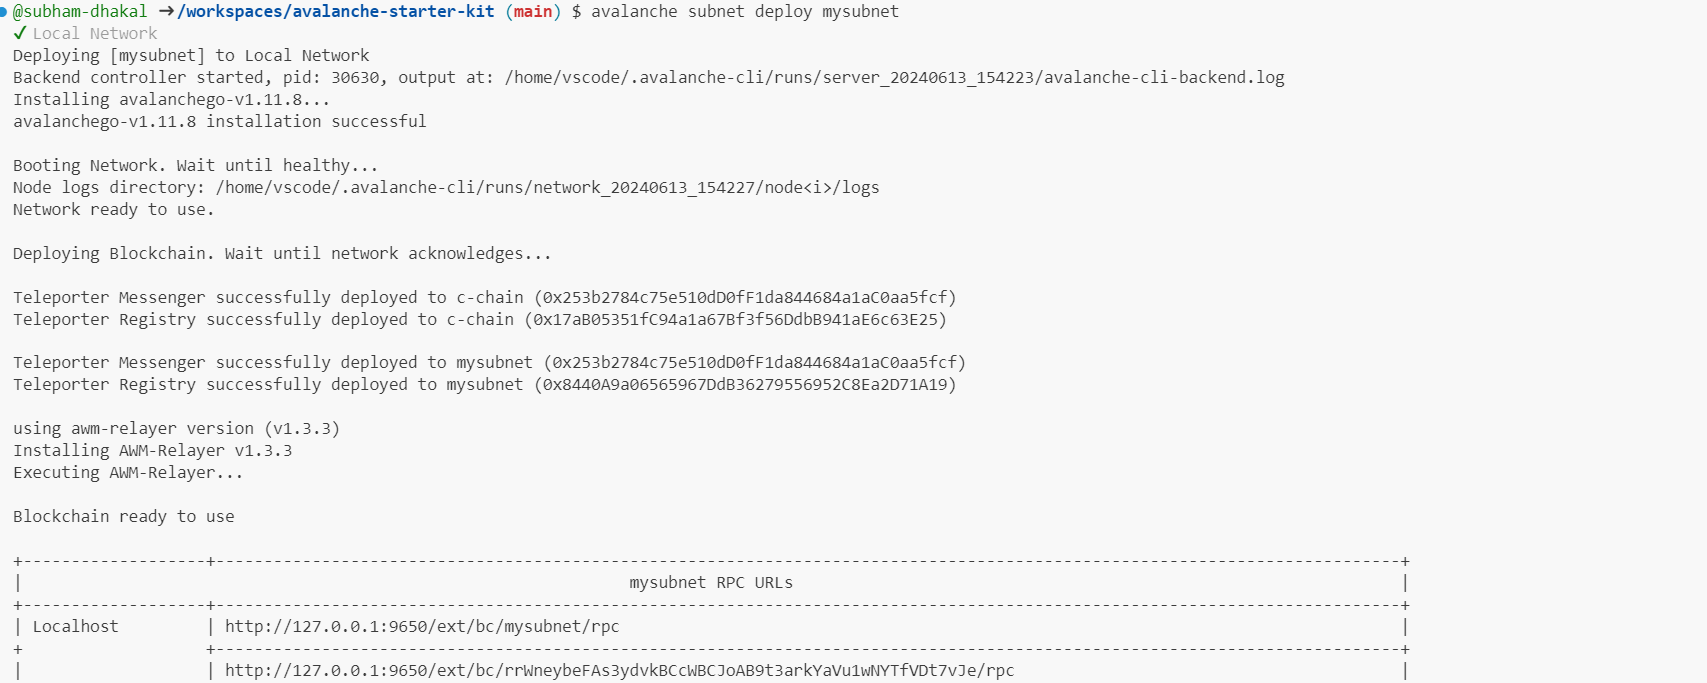 @subham-dhakal ➜/workspaces/avalanche-starter-kit (main) $ avalanche subnet deploy mysubnet
✓ Local Network
Deploying [mysubnet] to Local Network
Backend controller started, pid: 30630, output at: /home/vscode/.avalanche-cli/runs/server_20240613_154223/avalanche-cli-backend.log
Installing avalanchego-v1.11.8...
avalanchego-v1.11.8 installation successful
Booting Network. Wait until healthy...
Node logs directory: /home/vscode/.avalanche-cli/runs/network_20240613_154227/node<i>/logs
Network ready to use.
Deploying Blockchain. Wait until network acknowledges...
Teleporter Messenger successfully deployed to c-chain (0x253b2784c75e510dD0fF1da844684a1aC0aa5fcf)
Teleporter Registry successfully deployed to c-chain (0x17aB05351fC94a1a67Bf3f56DdbB941aE6c63E25)
Teleporter Messenger successfully deployed to mysubnet (0x253b2784c75e510dD0fF1da844684a1aC0aa5fcf)
Teleporter Registry successfully deployed to mysubnet (0x8440A9a06565967DdB36279556952C8Ea2D71A19)
using awm-relayer version (v1.3.3)
Installing AWM-Relayer v1.3.3
Executing AWM-Relayer...
Blockchain ready to use
mysubnet RPC URLs
Localhost | http://127.0.0.1:9650/ext/bc/mysubnet/rpc
http://127.0.0.1:9650/ext/bc/rrWneybeFAs3ydvkBCcWBCJoAB9t3arkYaVu1wNYTfVDt7vJe/rpc